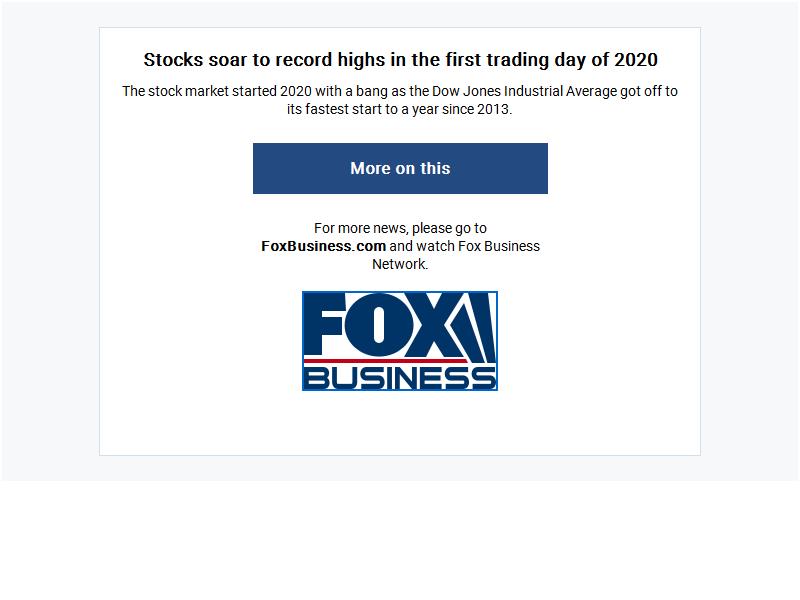 Stocks soar to record highs in the first trading day of 2020
The stock market started 2020 with a bang as the Dow Jones Industrial Average got off to
its fastest start to a year since 2013.
More on this
For more news, please go to
FoxBusiness.com and watch Fox Business
Network.
FOX
BUSINESS